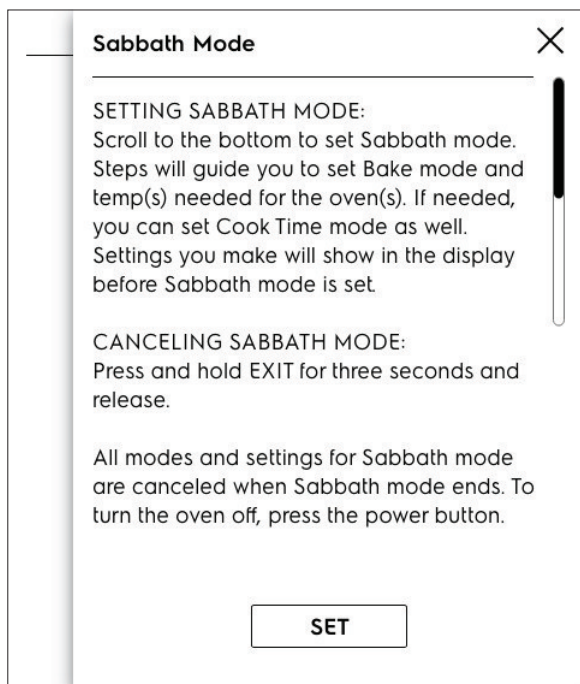 Sabbath Mode
SETTING SABBATH MODE:
Scroll to the bottom to set Sabbath mode.
Steps will guide you to set Bake mode and
temp(s) needed for the oven(s). If needed,
you can set Cook Time mode as well.
Settings you make will show in the display
before Sabbath mode is set.
CANCELING SABBATH MODE:
Press and hold EXIT for three seconds and
release.
All modes and settings for Sabbath mode
are canceled when Sabbath mode ends. To
turn the oven off, press the power button.
SET